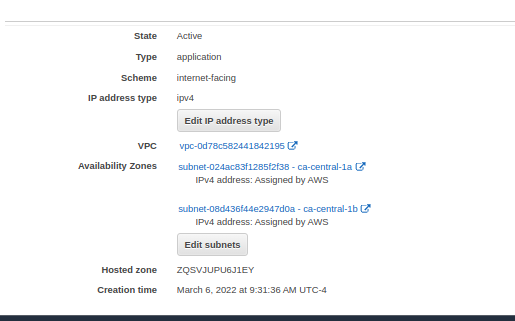 State Active
Type application
Scheme internet-facing
IP address type ipv4
Edit IP address type
VPC vpc-0d78c582441842195
Availability Zones subnet-024ac83f1285f2f38 - ca-central-1a
IPv4 address: Assigned by AWS
subnet-08d436f44e2947d0a - ca-central-1b
IPv4 address: Assigned by AWS
Edit subnets
Hosted zone ZQSVJUPU6J1EY
Creation time March 6, 2022 at 9:31:36 AM UTC-4